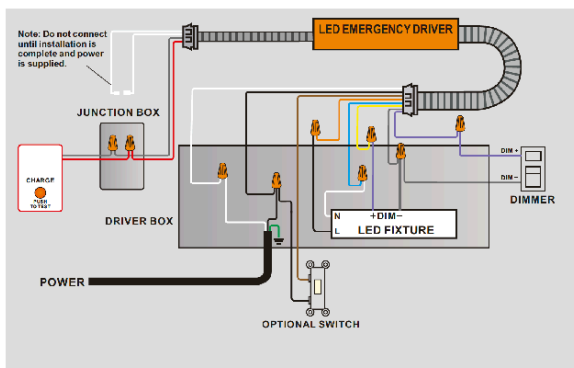 Note: Do not connect
until installation is
complete and power
is supplied.
LED EMERGENCY DRIVER
JUNCTION BOX
CHARGE
PUSH
TO TEST
DRIVER BOX
DIM +
DIM −
DIMMER
N
+DIM−
L
LED FIXTURE
POWER
OPTIONAL SWITCH